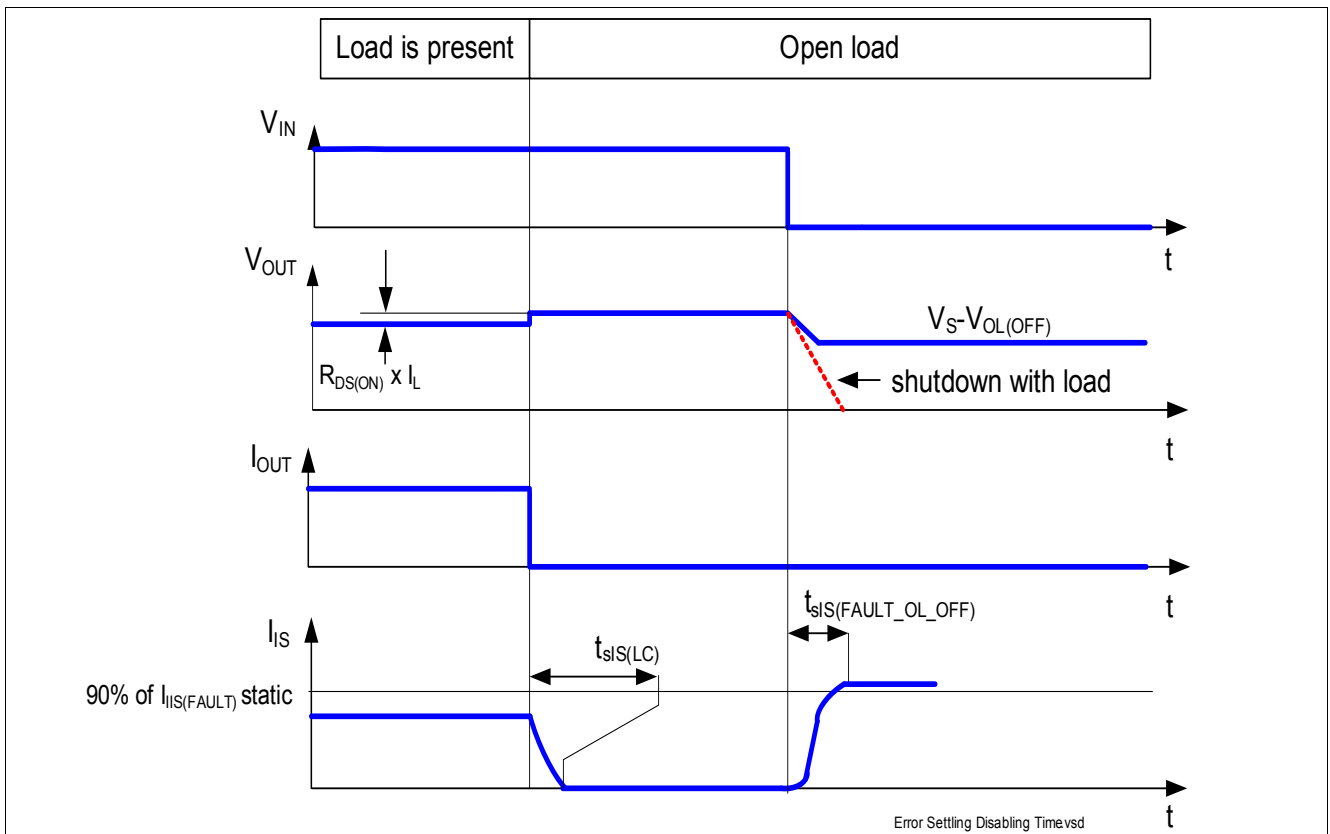 Load is present
Open load
VIN
t
VOUT
VS-VOL(OFF)
RDS(ON) x IL
shutdown with load
t
IOUT
t
tsIS(FAULT_OL_OFF)
IIS
tsIS(LC)
90% of IIIS(FAULT) static
t
Error Settling Disabling Time.vsd